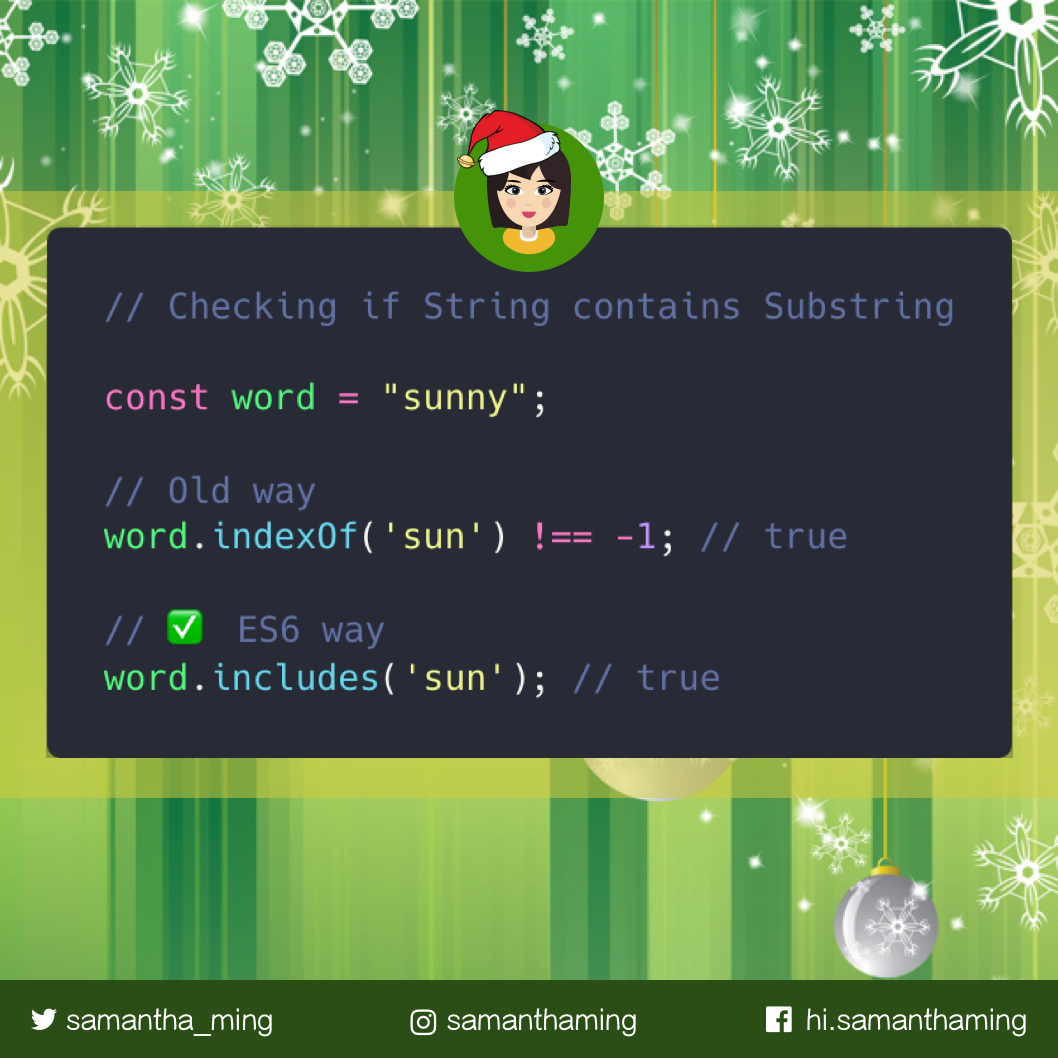 // Checking if String contains Substring
const word = "sunny";
// Old way
word.indexOf('sun') !== -1; // true
// ✅ ES6 way
word.includes('sun'); // true
samantha_ming
samanthaming
hi.samanthaming